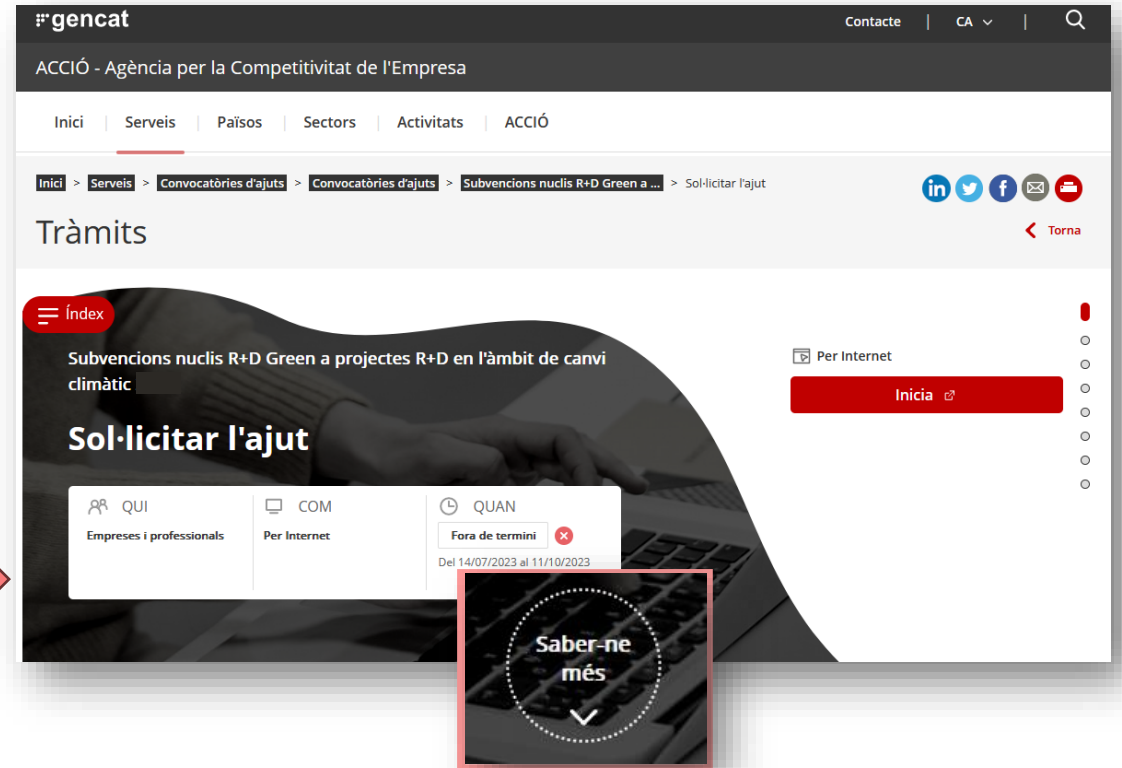 gencat
Contacte | CA |
ACCIÓ - Agència per la Competitivitat de l'Empresa
Inici | Serveis | Països | Sectors | Activitats | ACCIÓ
Inici > Serveis > Convocatòries d'ajuts > Convocatòries d'ajuts > Subvencions nuclis R+D Green a ... > Sol·licitar l'ajut
in f
Tràmits
Torna
Índex
Subvencions nuclis R+D Green a projectes R+D en l'àmbit de canvi
climàtic
Per Internet
Inicia
Sol·licitar l'ajut
QUI
Empreses i professionals
COM
Per Internet
QUAN
Fora de termini
Del 14/07/2023 al 11/10/2023
Saber-ne
més